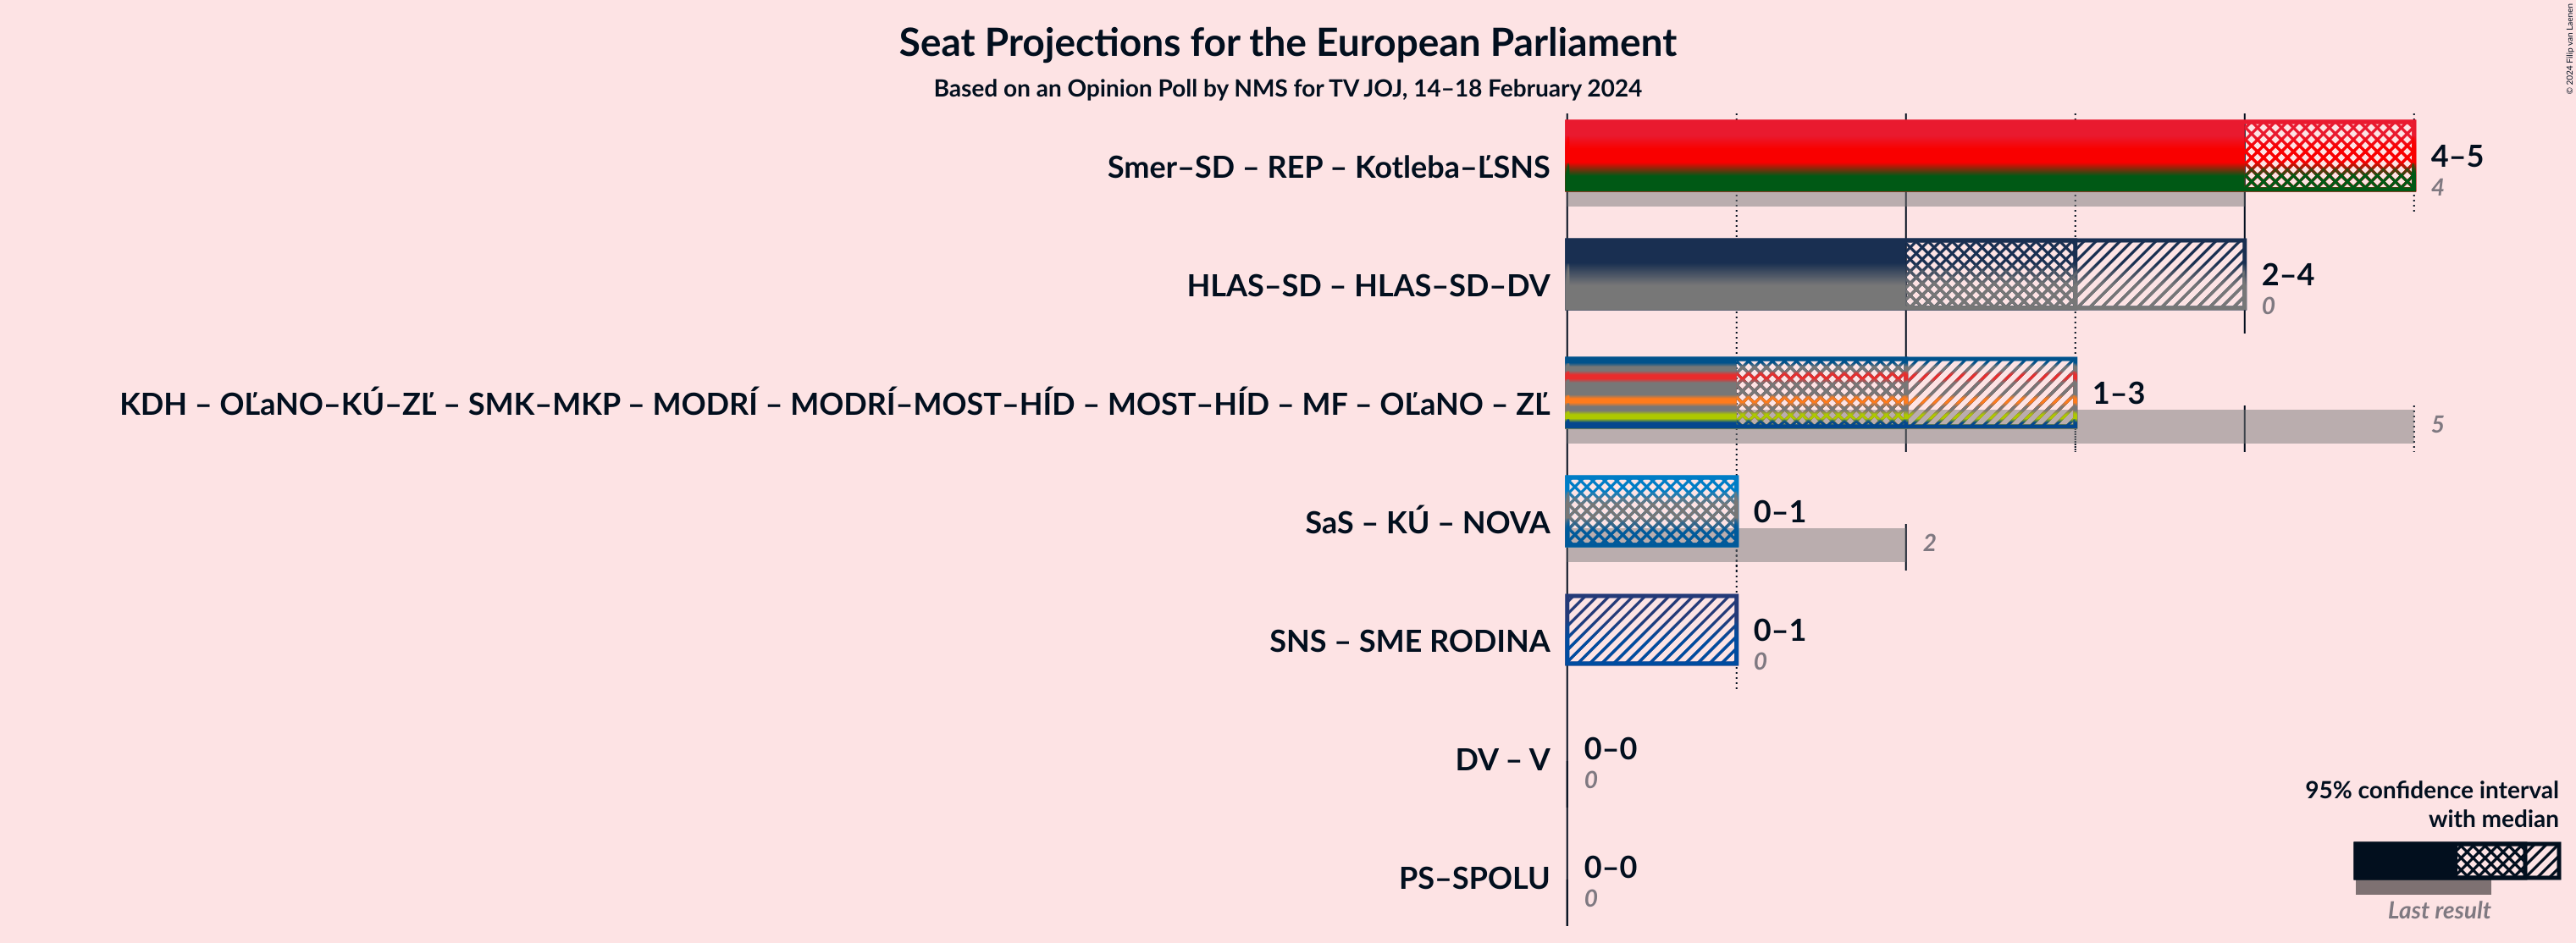 Seat Projections for the European Parliament
Based on an Opinion Poll by NMS for TV JOJ, 14–18 February 2024
© 2024 Filip van Laenen
Smer–SD – REP – Kotleba–ĽSNS
4–5
4
HLAS–SD – HLAS–SD–DV
2–4
0
KDH – OĽaNO–KÚ–ZĽ – SMK–MKP – MODRÍ – MODRÍ–MOST–HÍD – MOST–HÍD – MF – OĽaNO – ZĽ
1–3
5
SaS – KÚ – NOVA
0–1
2
SNS – SME RODINA
0–1
0
DV – V
0–0
0
PS–SPOLU
0–0
0
95% confidence interval
with median
Last result